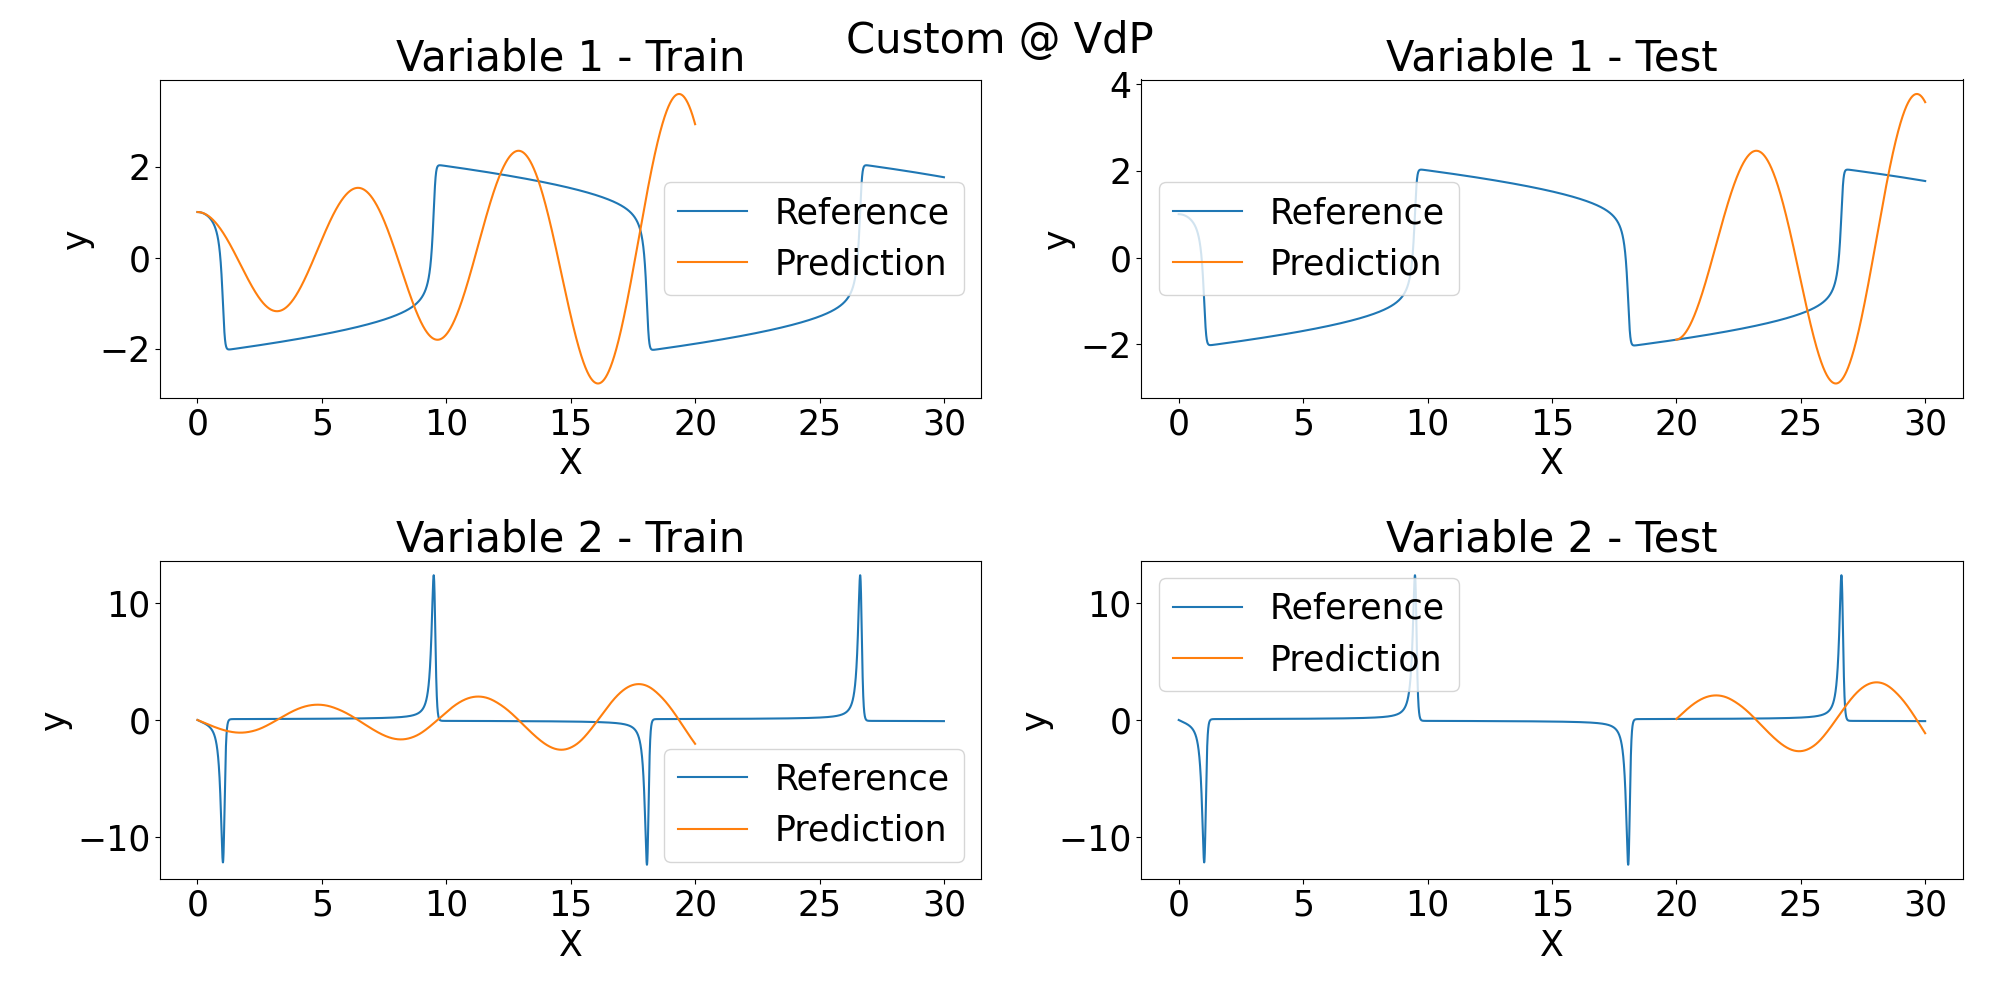 Custom @ VdP
Variable 1 - Train
y
2
0
−2
0 5 10 15 20 25 30
X
Reference
Prediction
Variable 1 - Test
y
4
2
0
−2
0 5 10 15 20 25 30
X
Reference
Prediction
Variable 2 - Train
y
10
0
−10
0 5 10 15 20 25 30
X
Reference
Prediction
Variable 2 - Test
y
10
0
−10
0 5 10 15 20 25 30
X
Reference
Prediction